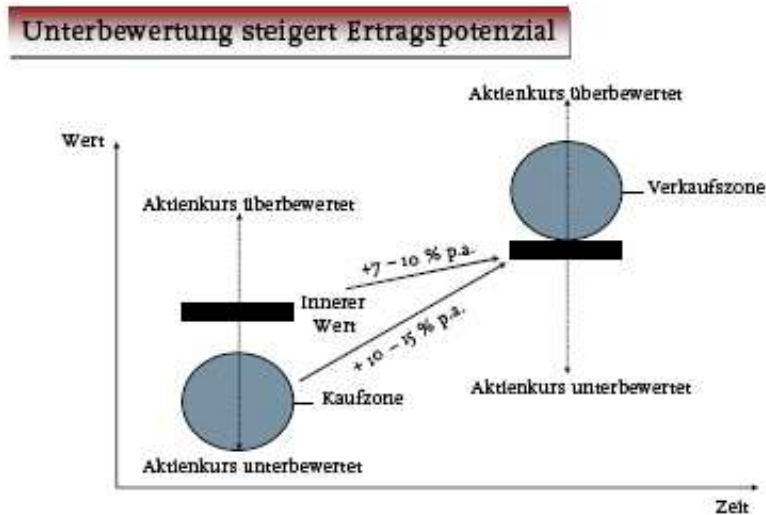 Unterbewertung steigert Ertragspotenzial
Aktienkurs überbewertet
Wert
Verkaufszone
Aktienkurs überbewertet
+7 – 10 % p.a.
Innerer
Wert
+ 10 – 15 % p.a.
Aktienkurs unterbewertet
Kaufzone
Aktienkurs unterbewertet
Zeit